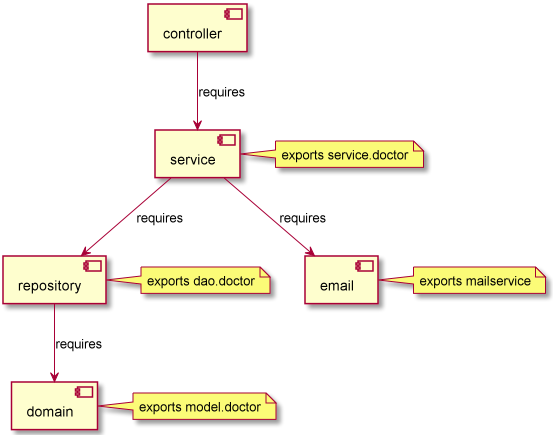 controller
requires
service
exports service.doctor
requires
requires
repository
exports dao.doctor
email
exports mailservice
requires
domain
exports model.doctor